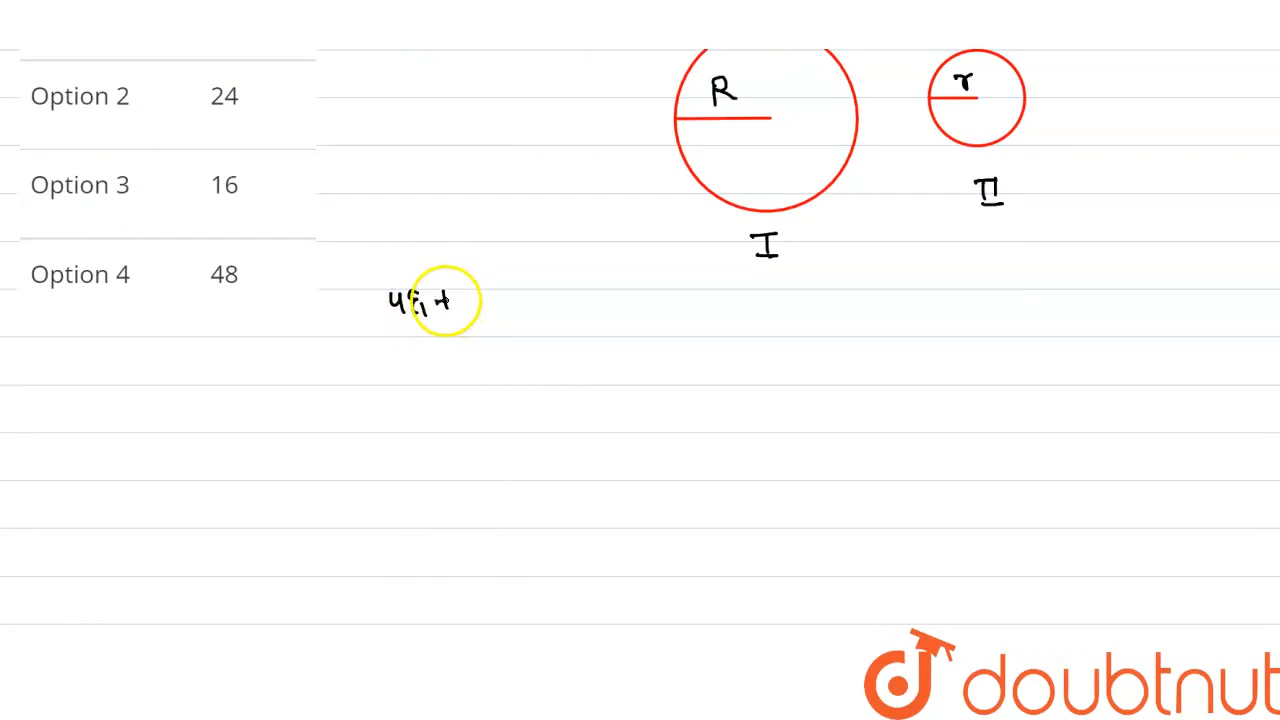 Option 2 24
R
r
Option 3 16
II
I
Option 4 48
doubtnut